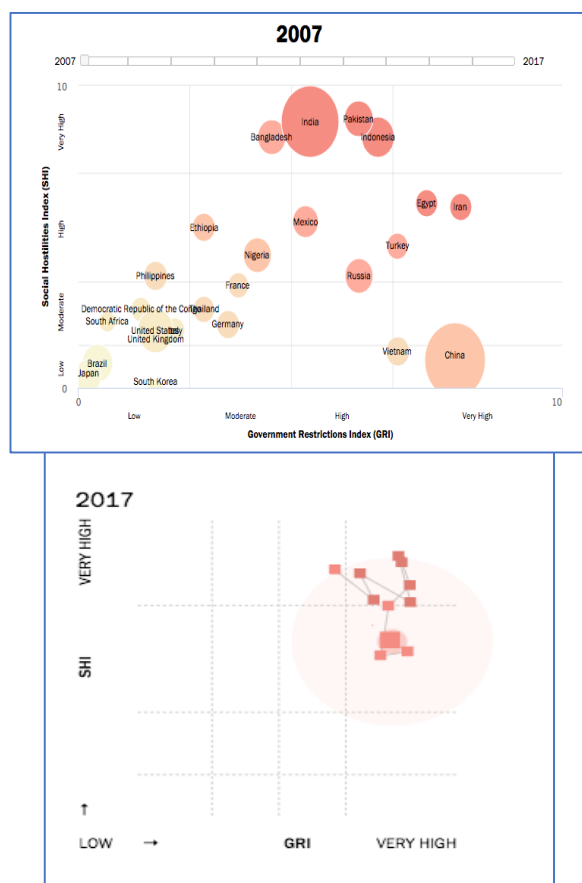 2007
2007
2017
10
Very High
India
Pakistan
Bangladesh
Indonesia
Social Hostilities Index (SHI)
High
Egypt
Iran
Mexico
Ethiopia
Turkey
Nigeria
Russia
Philippines
France
Moderate
Democratic Republic of the Congo
Thailand
South Africa
Germany
United States
Italy
United Kingdom
Vietnam
China
Low
Brazil
Japan
South Korea
0
0
10
Low
Moderate
High
Very High
Government Restrictions Index (GRI)
2017
VERY HIGH
SHI
↑
LOW → GRI VERY HIGH